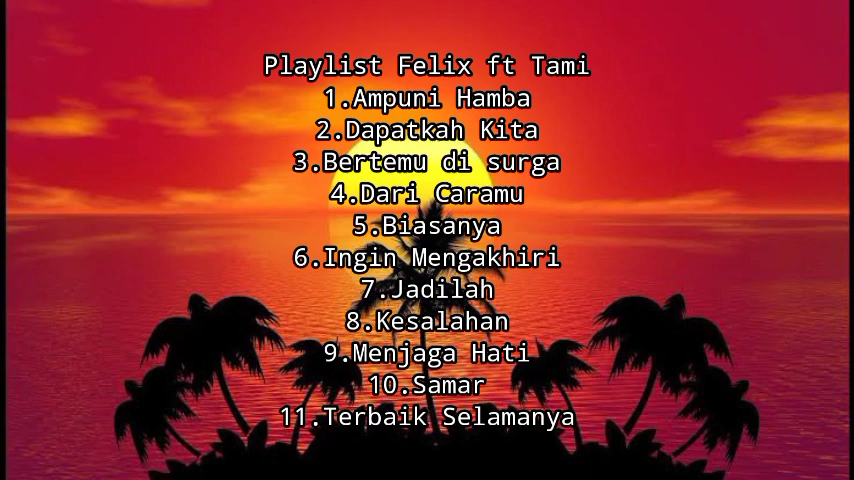 Playlist Felix ft Tami
1.Ampuni Hamba
2.Dapatkah Kita
3.Bertemu di surga
4.Dari Caramu
5.Biasanya
6.Ingin Mengakhiri
7.Jadilah
8.Kesalahan
9.Menjaga Hati
10.Samar
11.Terbaik Selamanya